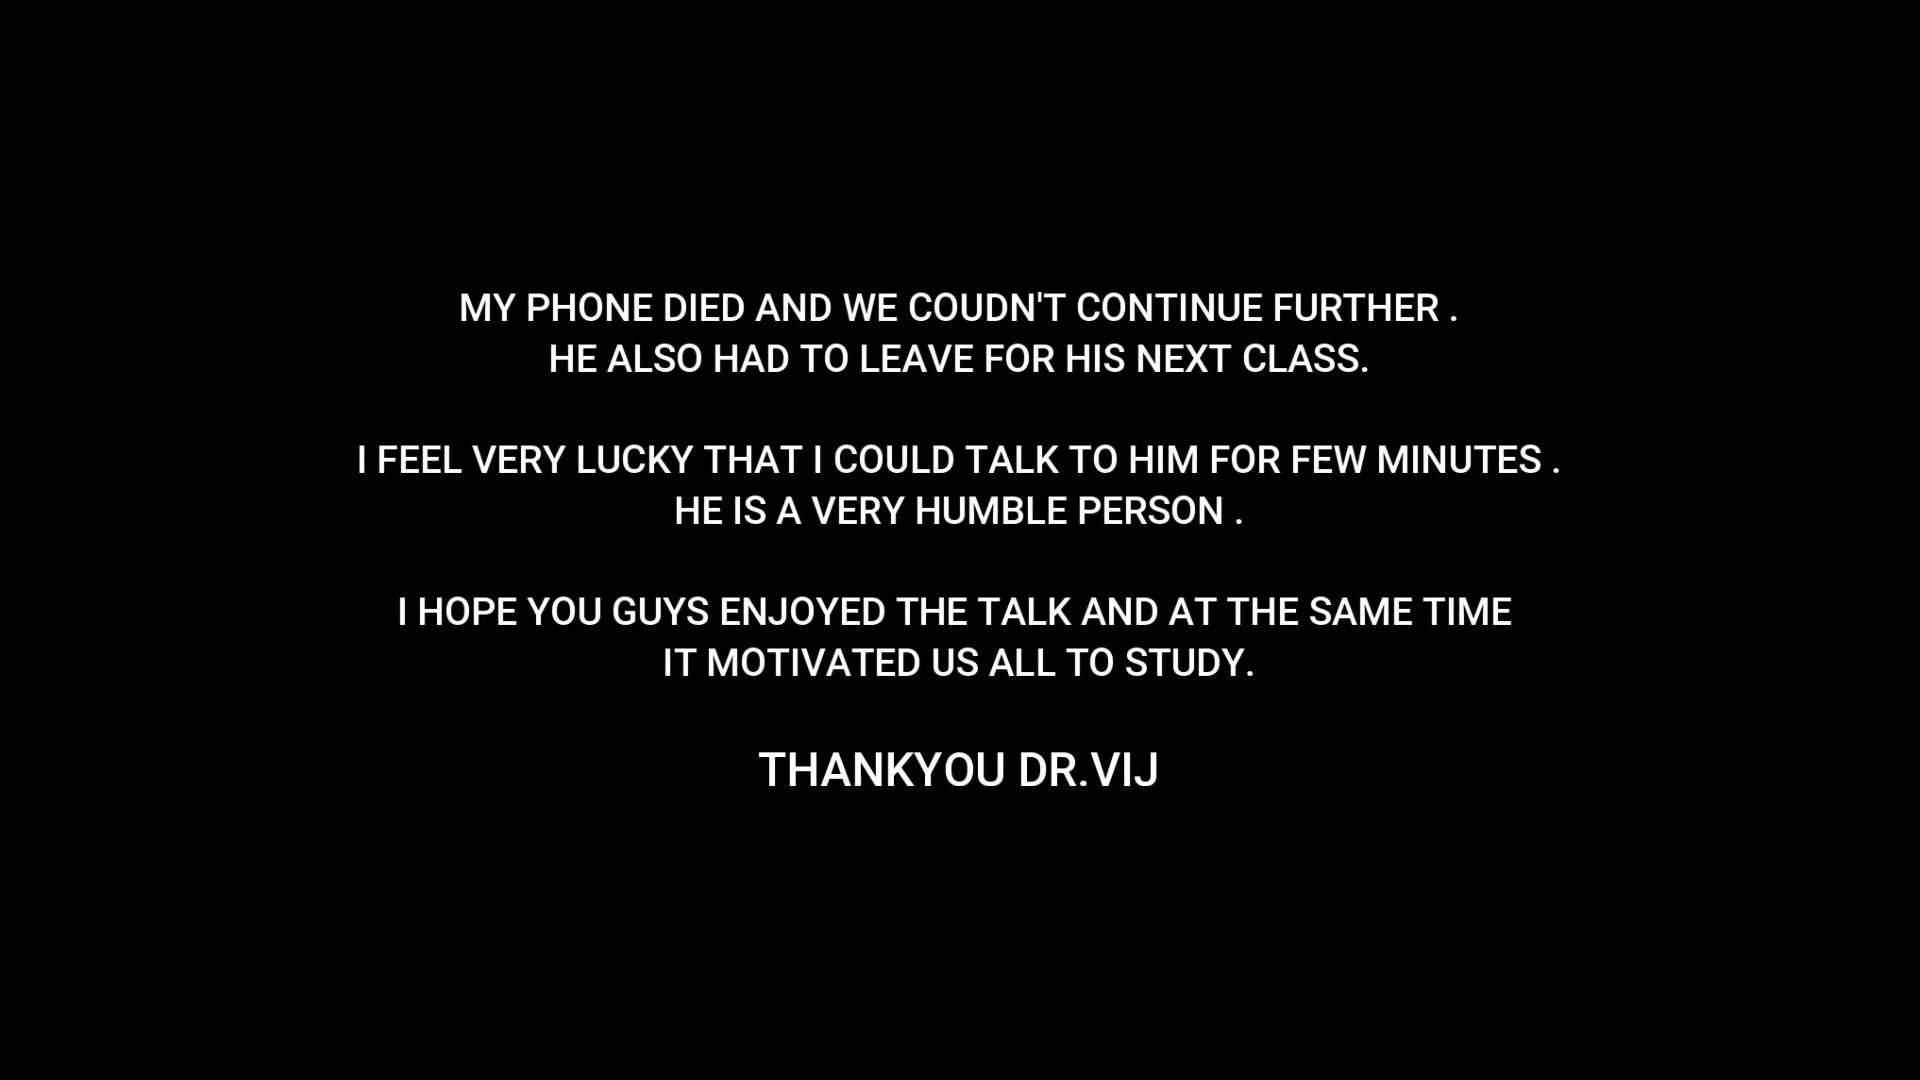 MY PHONE DIED AND WE COUDN'T CONTINUE FURTHER .
HE ALSO HAD TO LEAVE FOR HIS NEXT CLASS.
I FEEL VERY LUCKY THAT I COULD TALK TO HIM FOR FEW MINUTES .
HE IS A VERY HUMBLE PERSON .
I HOPE YOU GUYS ENJOYED THE TALK AND AT THE SAME TIME
IT MOTIVATED US ALL TO STUDY.
THANKYOU DR.VIJ